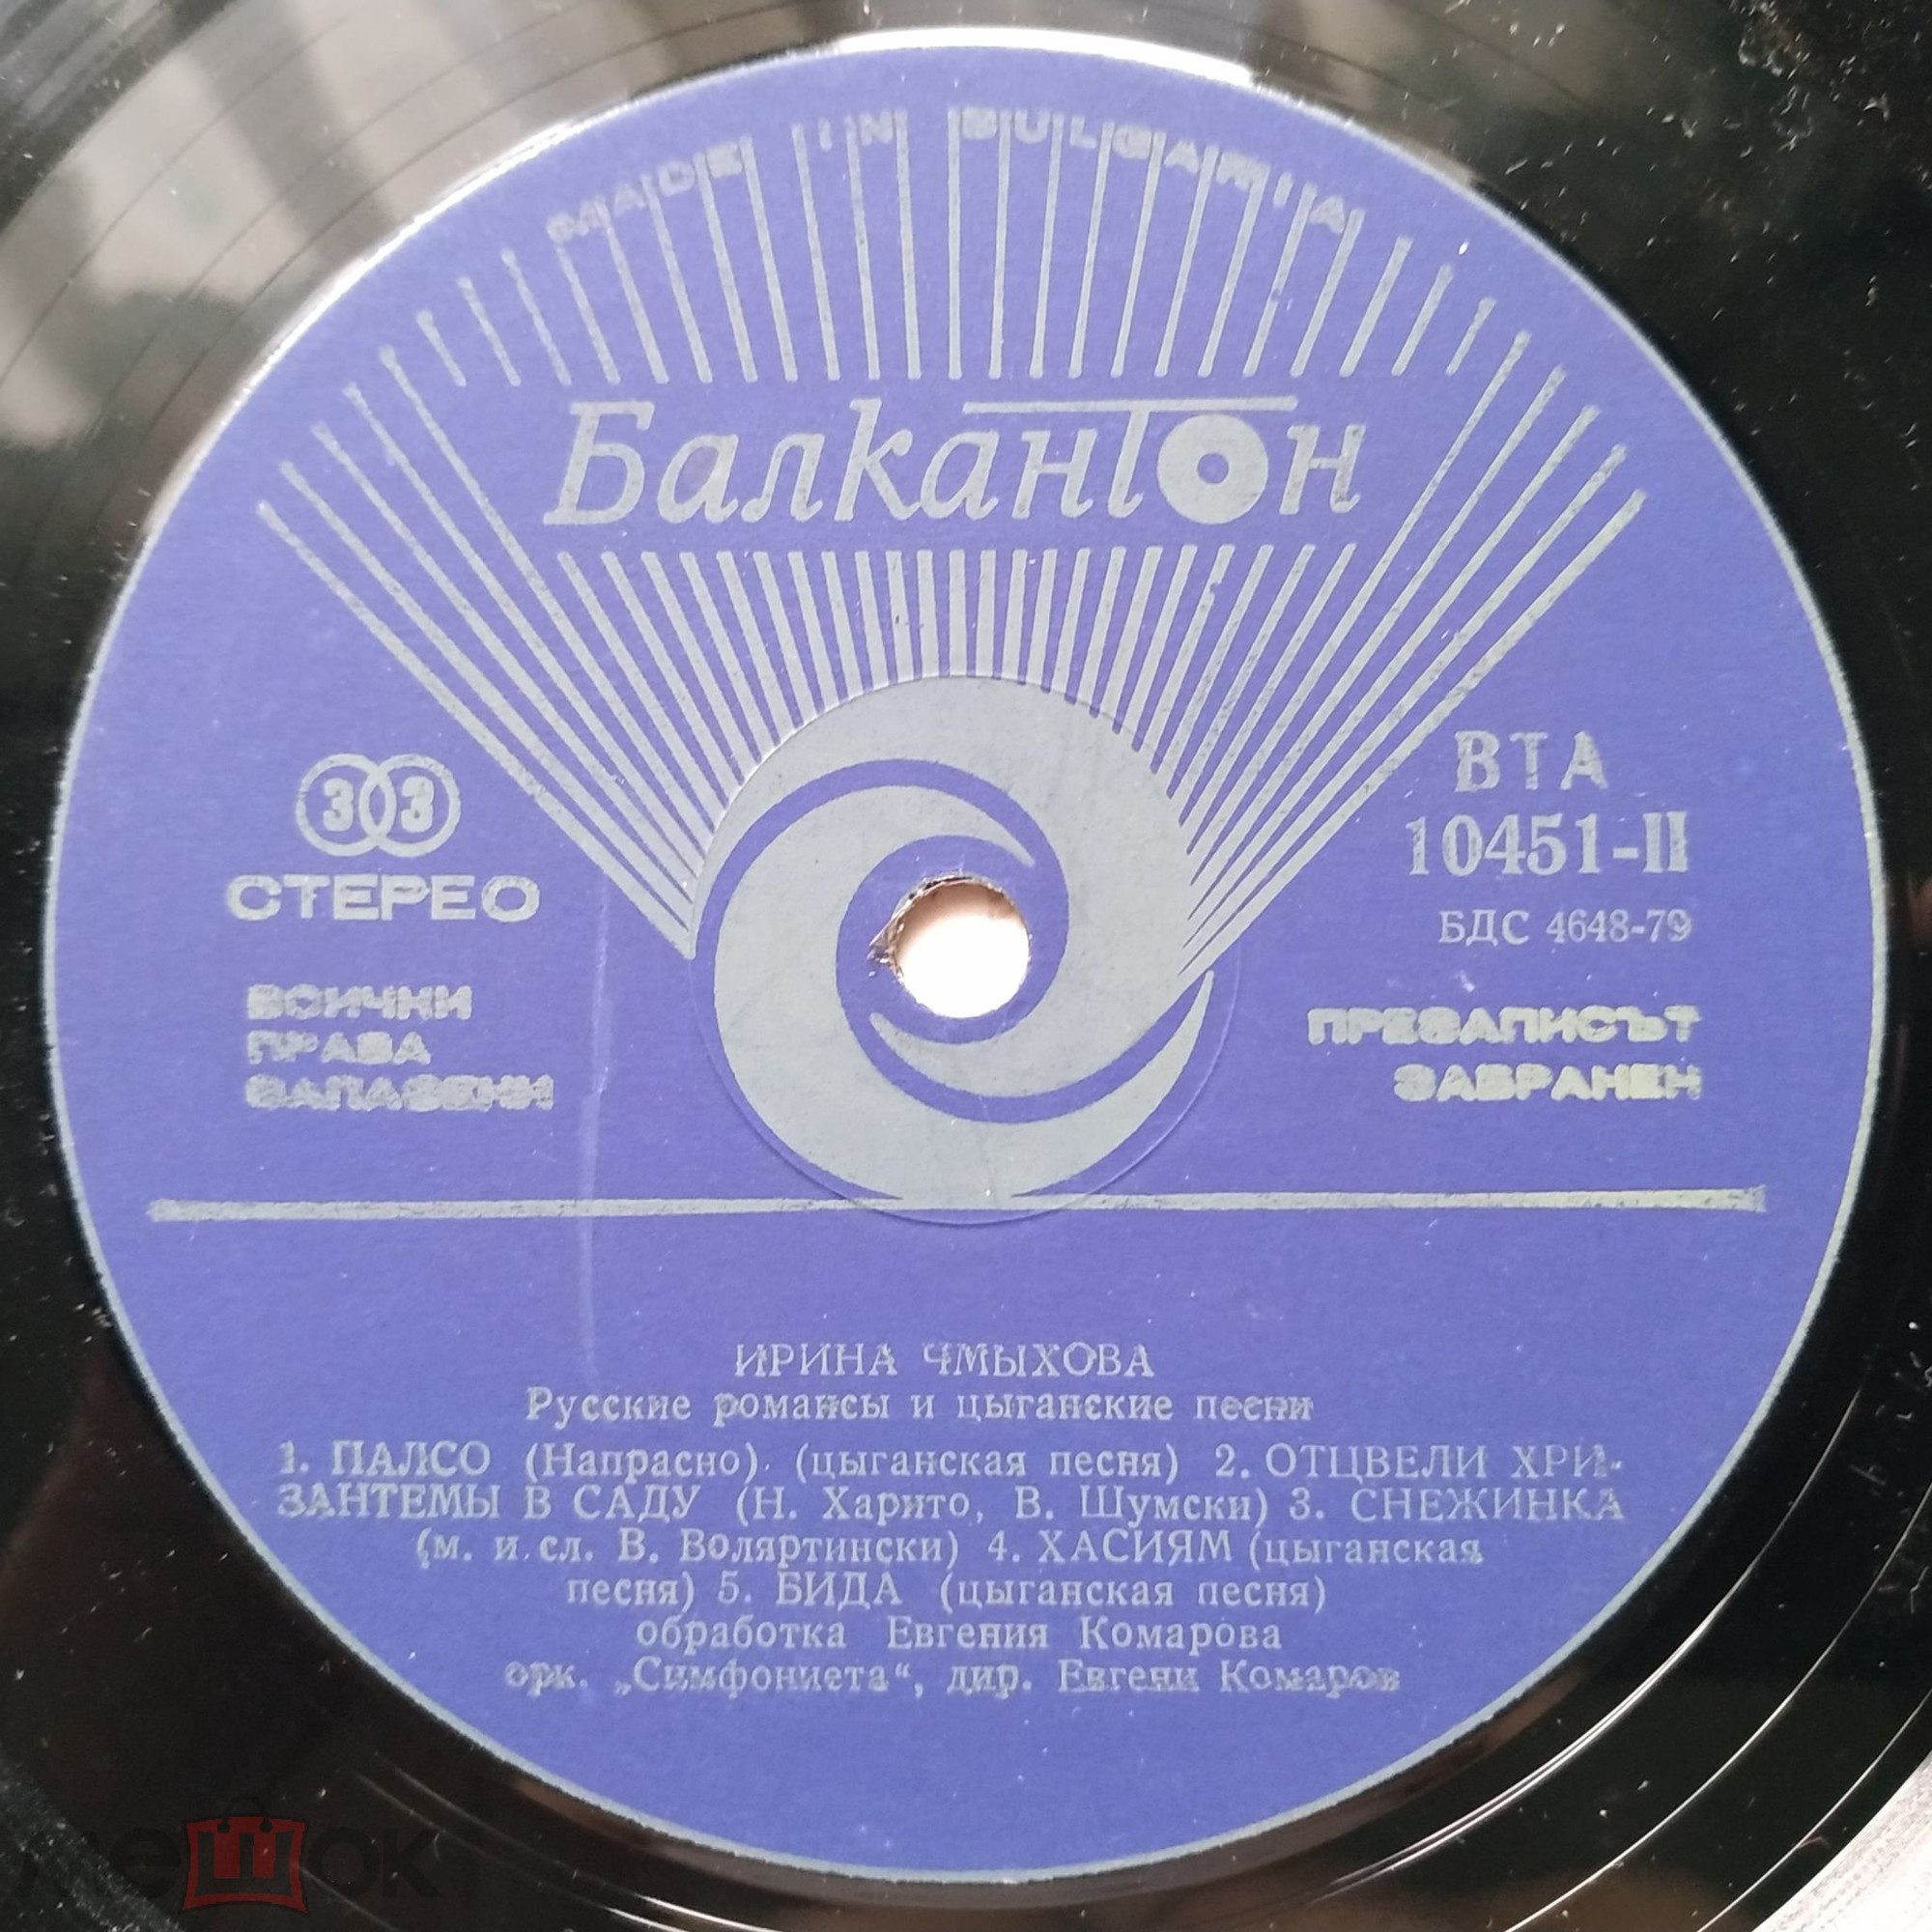 MADE IN BULGARIA
Балкантон
33
СТЕРЕО
ВСИЧКИ
ПРАВА
ЗАПАЗЕНИ
ВТА
10451-II
БДС 4648-79
ПРЕЗАПИСЪТ
ЗАБРАНЕН
ИРИНА ЧМЫХОВА
Русские романсы и цыганские песни
1. ПАЛСО (Напрасно) (цыганская песня) 2. ОТЦВЕЛИ ХРИ-
ЗАНТЕМЫ В САДУ (Н. Харито, В. Шумски) 3. СНЕЖИНКА
(м. и сл. В. Воляртински) 4. ХАСИЯМ (цыганская
песня) 5. БИДА (цыганская песня)
обработка Евгения Комарова
орк. „Симфониета“, дир. Евгени Комаров
мешок